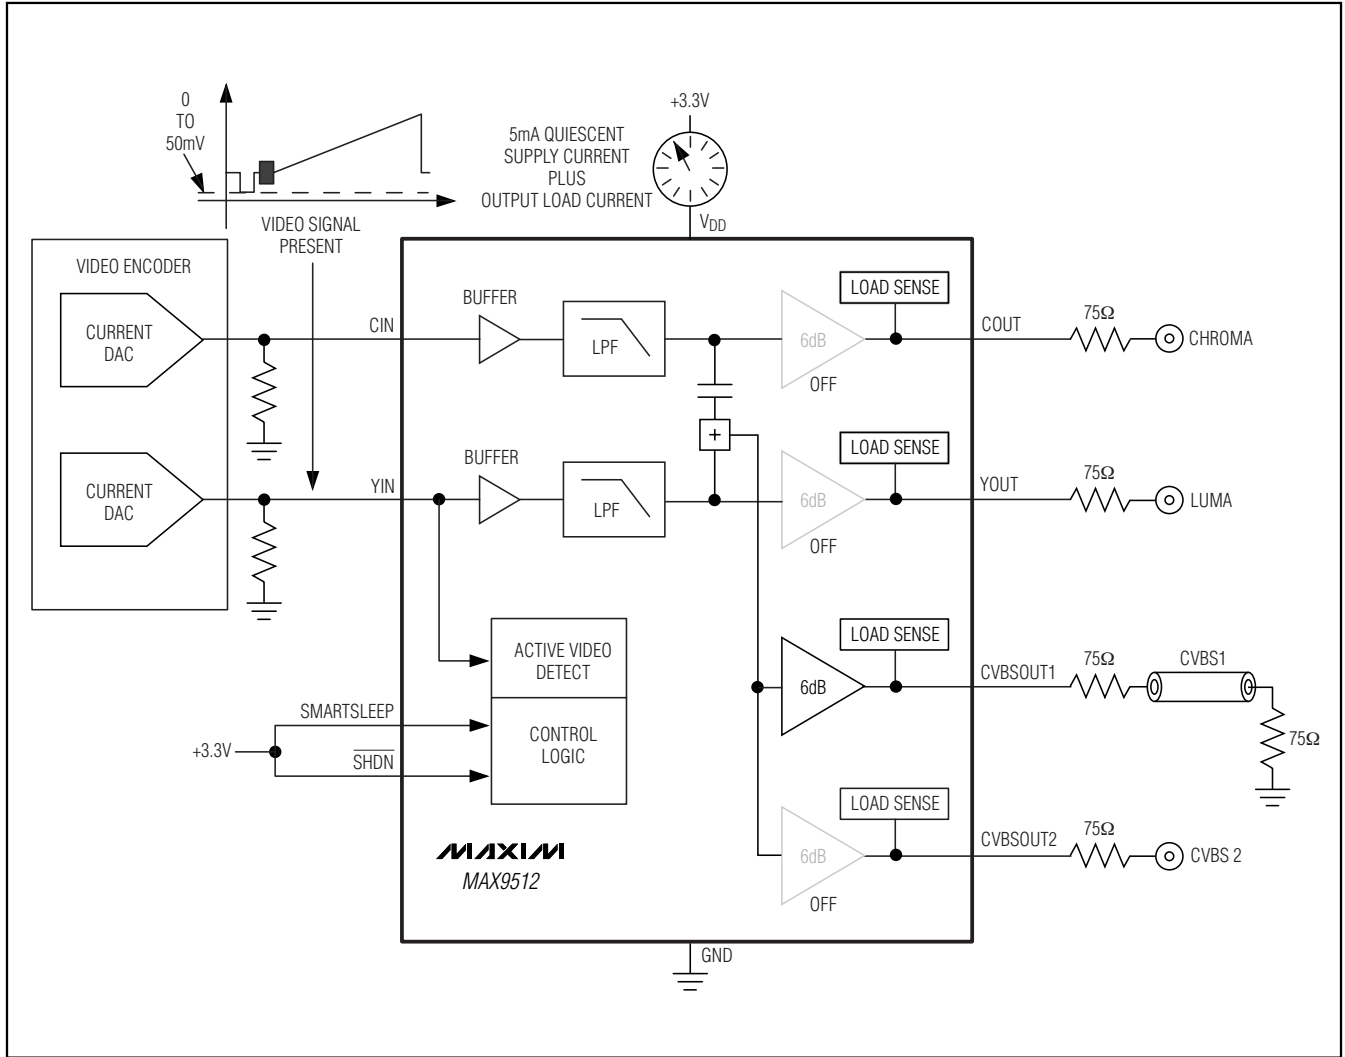 0
TO
50mV
5mA QUIESCENT
SUPPLY CURRENT
PLUS
OUTPUT LOAD CURRENT
+3.3V
VDD
VIDEO SIGNAL
PRESENT
VIDEO ENCODER
CURRENT
DAC
CIN
BUFFER
LPF
6dB
OFF
LOAD SENSE
COUT
75Ω
CHROMA
+
CURRENT
DAC
YIN
BUFFER
LPF
6dB
OFF
LOAD SENSE
YOUT
75Ω
LUMA
ACTIVE VIDEO
DETECT
CONTROL
LOGIC
SMARTSLEEP
+3.3V
SHDN
6dB
LOAD SENSE
CVBSOUT1
75Ω
CVBS1
75Ω
6dB
OFF
LOAD SENSE
CVBSOUT2
75Ω
CVBS 2
MAXIM
MAX9512
GND